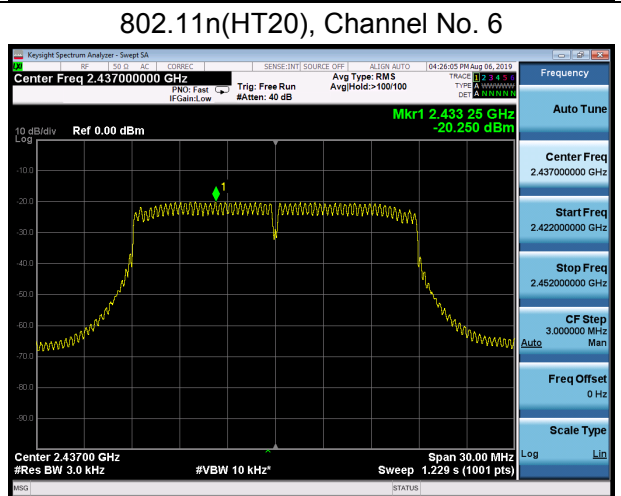 802.11n(HT20), Channel No. 6
Keysight Spectrum Analyzer - Swept SA
LXI RF 50 Ω AC CORREC SENSE:INT SOURCE OFF ALIGN AUTO 04:26:05 PM Aug 06, 2019
Center Freq 2.437000000 GHz
PNO: Fast
IFGain:Low
Trig: Free Run
#Atten: 40 dB
Avg Type: RMS
Avg|Hold:>100/100
TRACE 1 2 3 4 5 6
TYPE A WWWWW
DET A NNNNN
Mkr1 2.433 25 GHz
-20.250 dBm
10 dB/div Ref 0.00 dBm
Log
1
-10.0
-20.0
-30.0
-40.0
-50.0
-60.0
-70.0
-80.0
-90.0
Center 2.43700 GHz
Span 30.00 MHz
#Res BW 3.0 kHz
#VBW 10 kHz*
Sweep 1.229 s (1001 pts)
MSG
STATUS
Frequency
Auto Tune
Center Freq
2.437000000 GHz
Start Freq
2.422000000 GHz
Stop Freq
2.452000000 GHz
CF Step
3.000000 MHz
Auto Man
Freq Offset
0 Hz
Scale Type
Log Lin